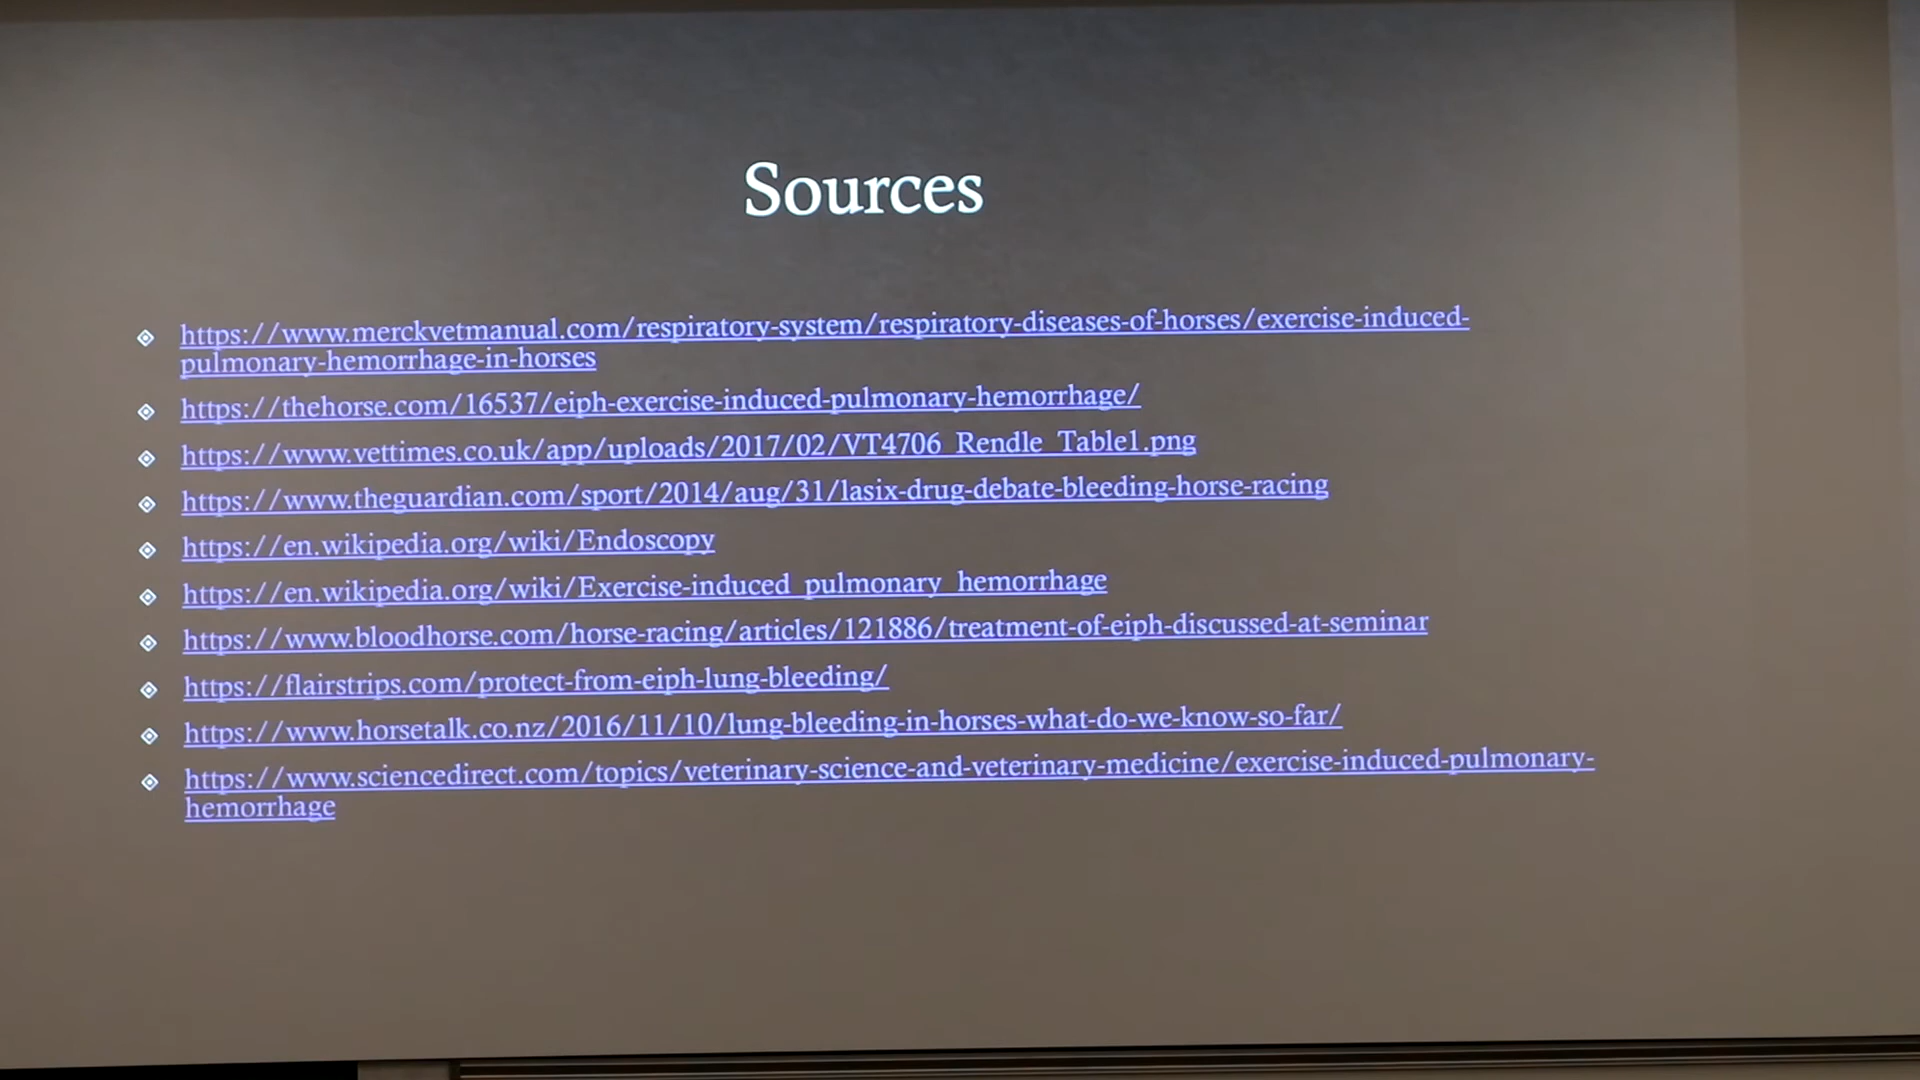 Sources
https://www.merckvetmanual.com/respiratory-system/respiratory-diseases-of-horses/exercise-induced-
pulmonary-hemorrhage-in-horses
https://thehorse.com/16537/eiph-exercise-induced-pulmonary-hemorrhage/
https://www.vettimes.co.uk/app/uploads/2017/02/VT4706_Rendle_Table1.png
https://www.theguardian.com/sport/2014/aug/31/lasix-drug-debate-bleeding-horse-racing
https://en.wikipedia.org/wiki/Endoscopy
https://en.wikipedia.org/wiki/Exercise-induced_pulmonary_hemorrhage
https://www.bloodhorse.com/horse-racing/articles/121886/treatment-of-eiph-discussed-at-seminar
https://flairstrips.com/protect-from-eiph-lung-bleeding/
https://www.horsetalk.co.nz/2016/11/10/lung-bleeding-in-horses-what-do-we-know-so-far/
https://www.sciencedirect.com/topics/veterinary-science-and-veterinary-medicine/exercise-induced-pulmonary-
hemorrhage